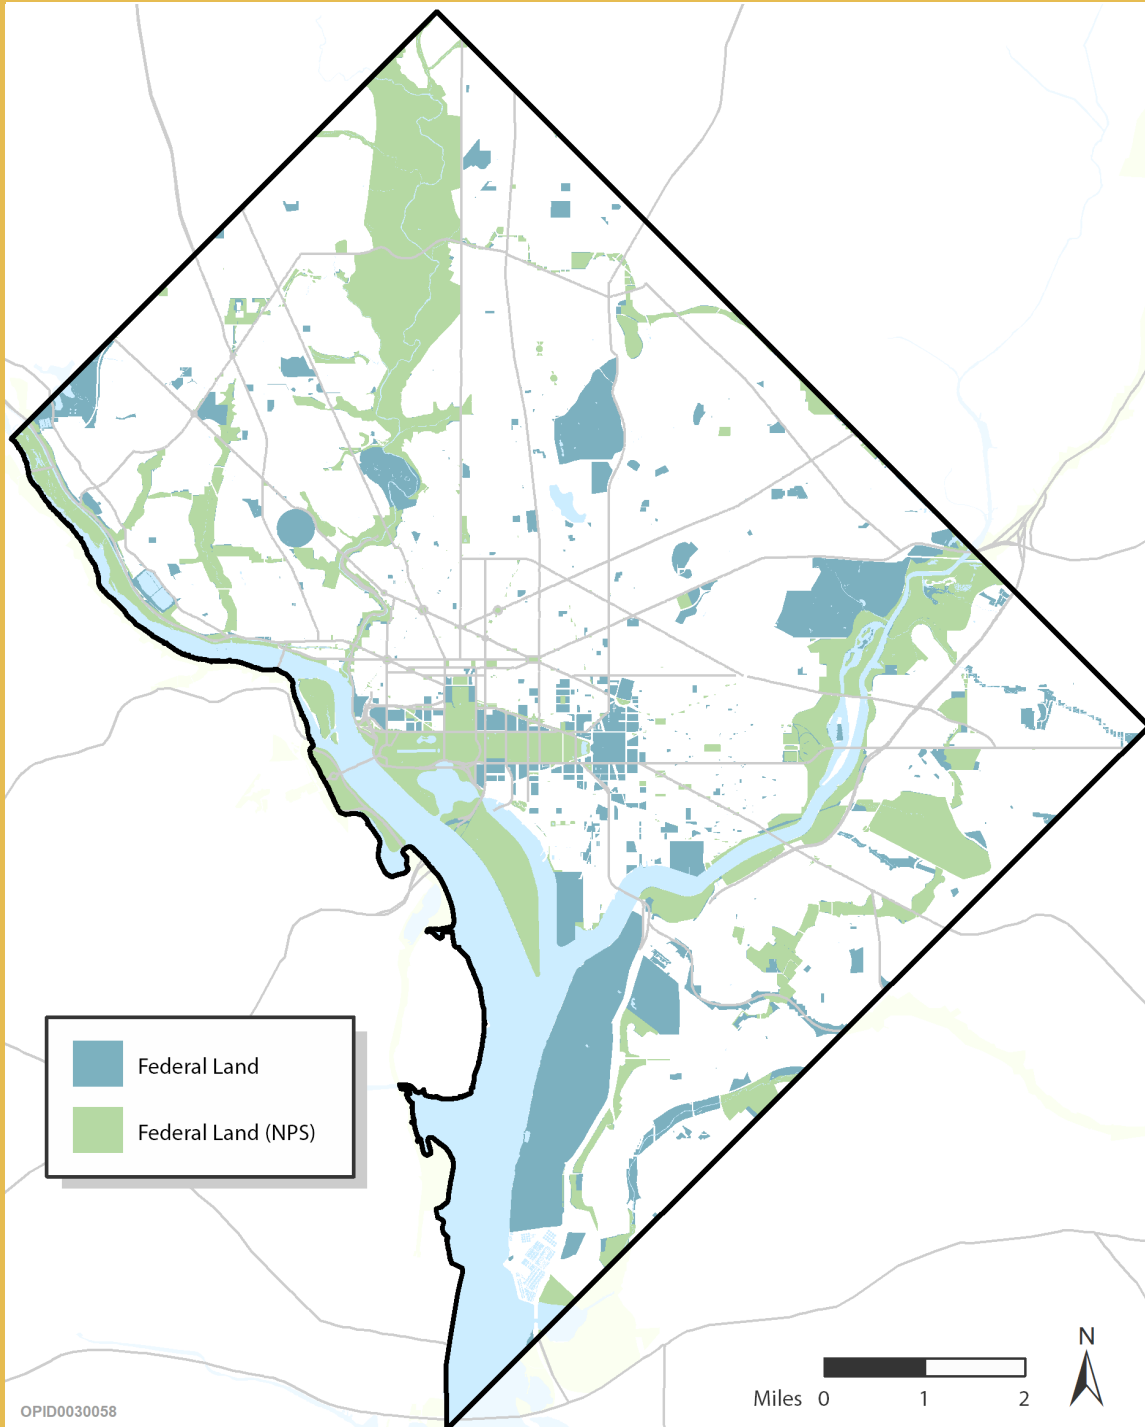 Federal Land
Federal Land (NPS)
N
Miles 0 1 2
OPID0030058